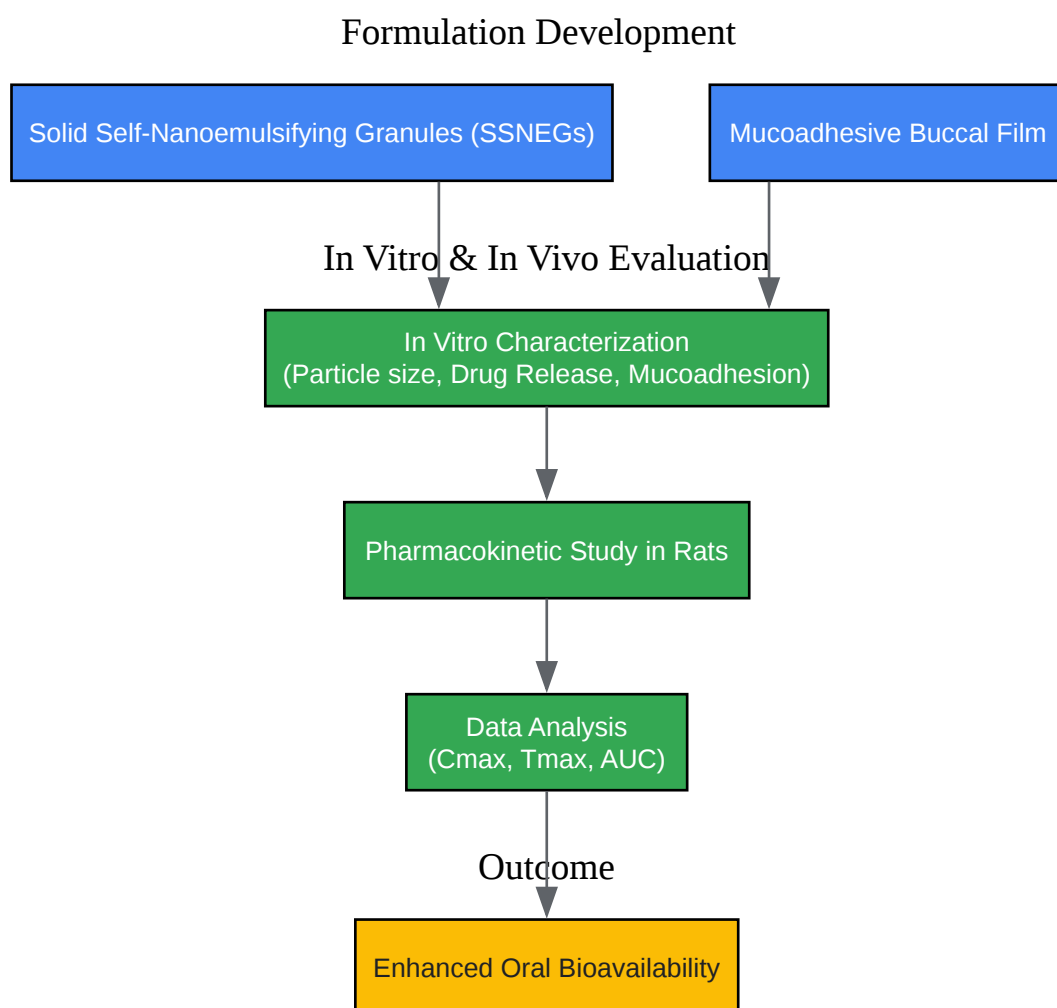 Formulation Development
Solid Self-Nanoemulsifying Granules (SSNEGs)
Mucoadhesive Buccal Film
In Vitro & In Vivo Evaluation
In Vitro Characterization
(Particle size, Drug Release, Mucoadhesion)
Pharmacokinetic Study in Rats
Data Analysis
(Cmax, Tmax, AUC)
Outcome
Enhanced Oral Bioavailability